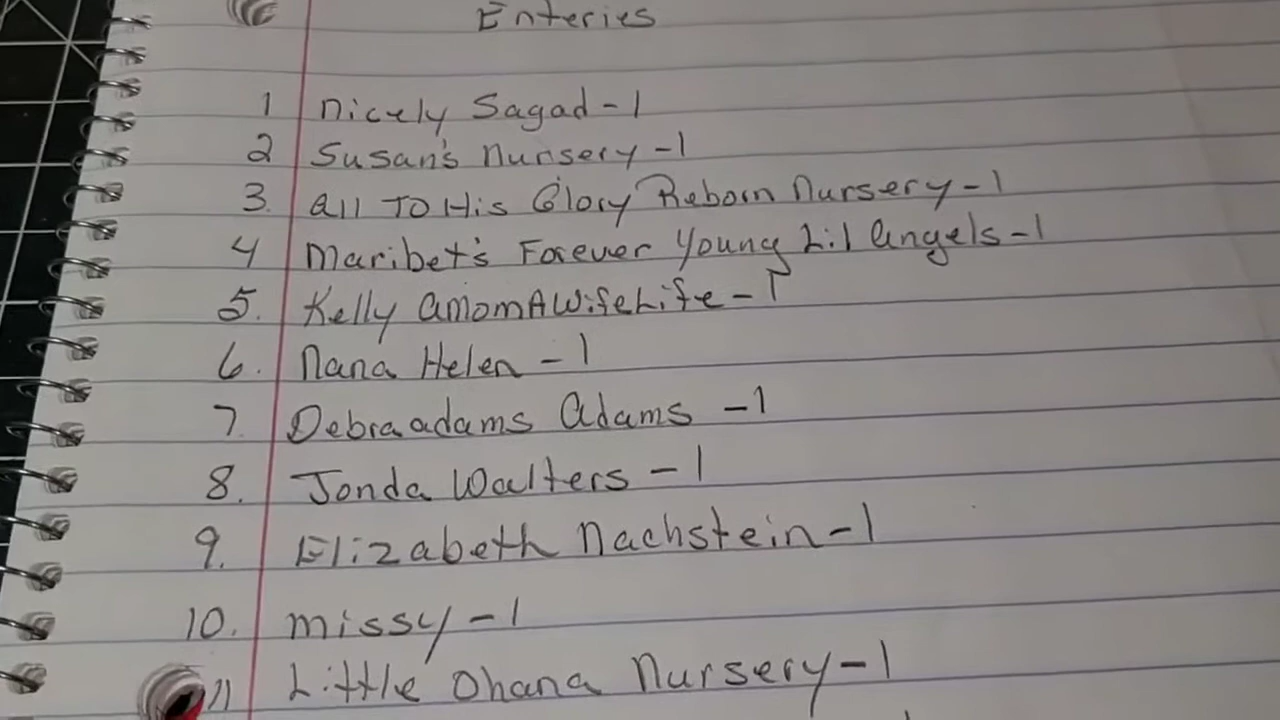 Enteries
1 Nicely Sagad - 1
2 Susan's Nursery - 1
3. All To His Glory Reborn Nursery - 1
4 Maribet's Forever Young Lil Angels - 1
5. Kelly AmomAWifeLife - 1
6. Nana Helen - 1
7. Debraadams Adams - 1
8. Jonda Walters - 1
9. Elizabeth Nachstein - 1
10. missy - 1
11 Little Ohana Nursery - 1